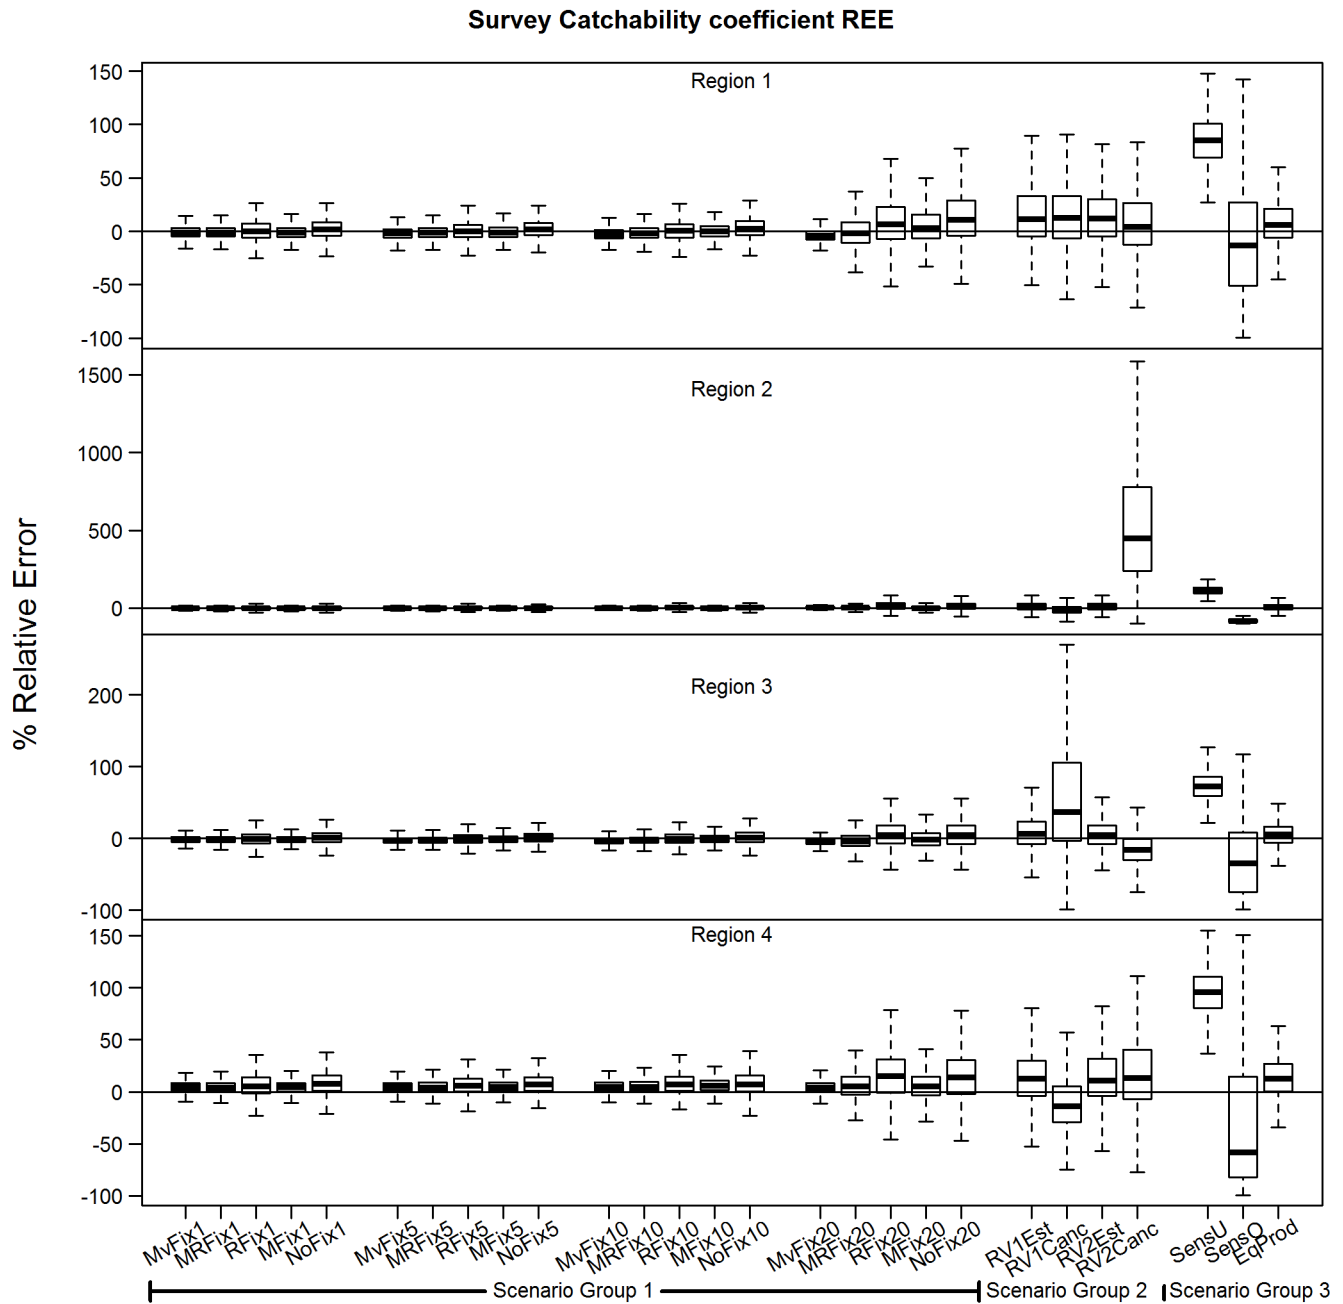 Survey Catchability coefficient REE
% Relative Error
Region 1
150
100
50
0
-50
-100
Region 2
1500
1000
500
0
Region 3
200
100
0
-100
Region 4
150
100
50
0
-50
-100
MvFix1 MRFix1 RFix1 MFix1 NoFix1 MvFix5 MRFix5 RFix5 MFix5 NoFix5 MvFix10 MRFix10 RFix10 MFix10 NoFix10 MvFix20 MRFix20 RFix20 MFix20 NoFix20 RV1Est RV1Canc RV2Est RV2Canc SensU SensQ EqProd
Scenario Group 1 Scenario Group 2 Scenario Group 3